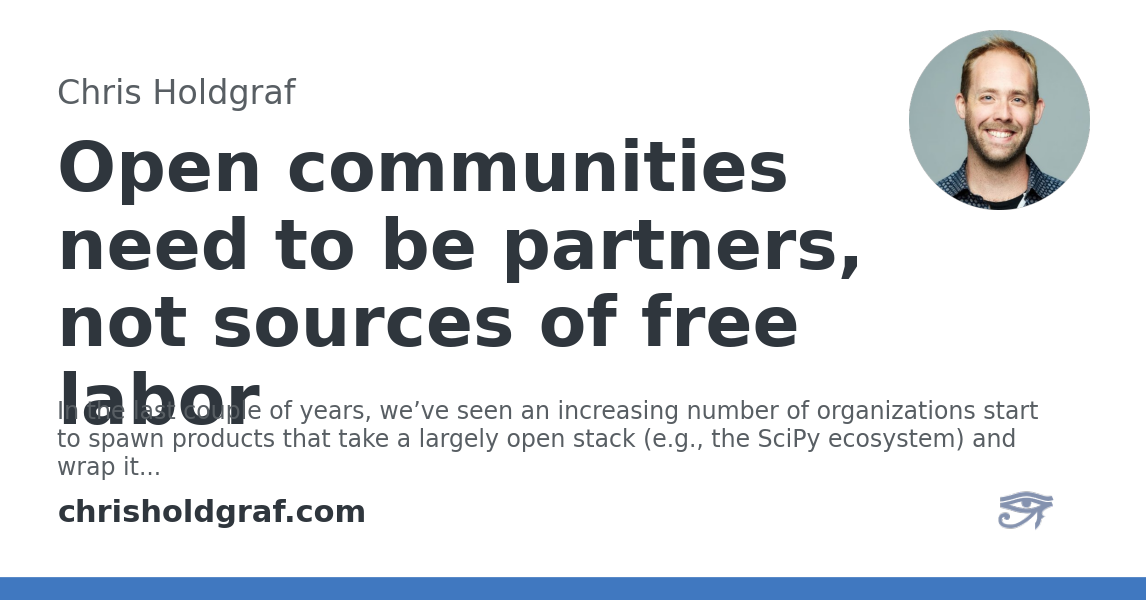 Chris Holdgraf
Open communities
need to be partners,
not sources of free
labor
In the last couple of years, we’ve seen an increasing number of organizations start
to spawn products that take a largely open stack (e.g., the SciPy ecosystem) and
wrap it...
chrisholdgraf.com